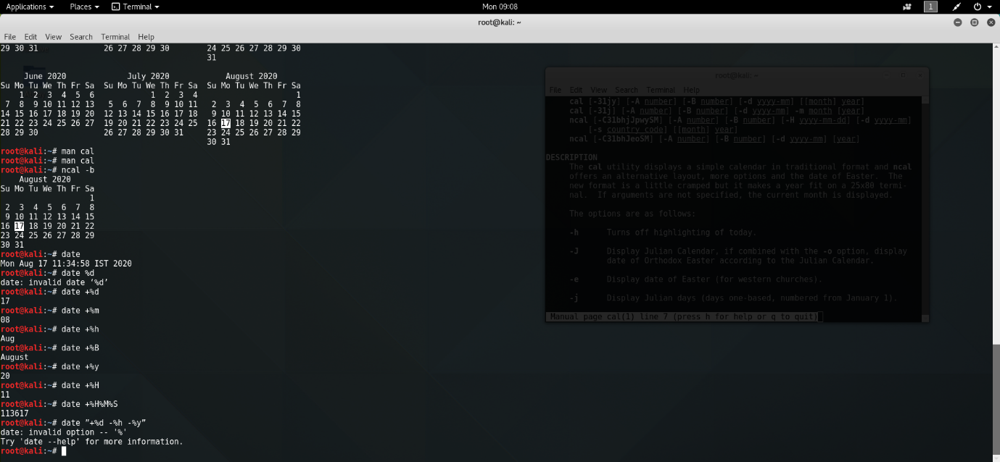 Applications Places Terminal Mon 09:08 1
root@kali: ~
File Edit View Search Terminal Help
29 30 31 26 27 28 29 30 24 25 26 27 28 29 30
31
June 2020 July 2020 August 2020
Su Mo Tu We Th Fr Sa Su Mo Tu We Th Fr Sa Su Mo Tu We Th Fr Sa
1 2 3 4 5 6 1 2 3 4 1
7 8 9 10 11 12 13 5 6 7 8 9 10 11 2 3 4 5 6 7 8
14 15 16 17 18 19 20 12 13 14 15 16 17 18 9 10 11 12 13 14 15
21 22 23 24 25 26 27 19 20 21 22 23 24 25 16 17 18 19 20 21 22
28 29 30 26 27 28 29 30 31 23 24 25 26 27 28 29
30 31
root@kali:~# man cal
root@kali:~# man cal
root@kali:~# ncal -b
August 2020
Su Mo Tu We Th Fr Sa
1
2 3 4 5 6 7 8
9 10 11 12 13 14 15
16 17 18 19 20 21 22
23 24 25 26 27 28 29
30 31
root@kali:~# date
Mon Aug 17 11:34:58 IST 2020
root@kali:~# date %d
date: invalid date ‘%d’
root@kali:~# date +%d
17
root@kali:~# date +%m
08
root@kali:~# date +%h
Aug
root@kali:~# date +%B
August
root@kali:~# date +%y
20
root@kali:~# date +%H
11
root@kali:~# date +%H%M%S
113617
root@kali:~# date ”+%d -%h -%y”
date: invalid option -- '%'
Try 'date --help' for more information.
root@kali:~#
root@kali: ~
File Edit View Search Terminal Help
cal [-31jy] [-A number] [-B number] [-d yyyy-mm] [[month] year]
cal [-31j] [-A number] [-B number] [-d yyyy-mm] -m month [year]
ncal [-C31bhjJpwySM] [-A number] [-B number] [-H yyyy-mm-dd] [-d yyyy-mm]
[-s country_code] [[month] year]
ncal [-C31bhJeoSM] [-A number] [-B number] [-d yyyy-mm] [year]
DESCRIPTION
The cal utility displays a simple calendar in traditional format and ncal
offers an alternative layout, more options and the date of Easter. The
new format is a little cramped but it makes a year fit on a 25x80 termi-
nal. If arguments are not specified, the current month is displayed.
The options are as follows:
-h Turns off highlighting of today.
-J Display Julian Calendar, if combined with the -o option, display
date of Orthodox Easter according to the Julian Calendar.
-e Display date of Easter (for western churches).
-j Display Julian days (days one-based, numbered from January 1).
Manual page cal(1) line 7 (press h for help or q to quit)